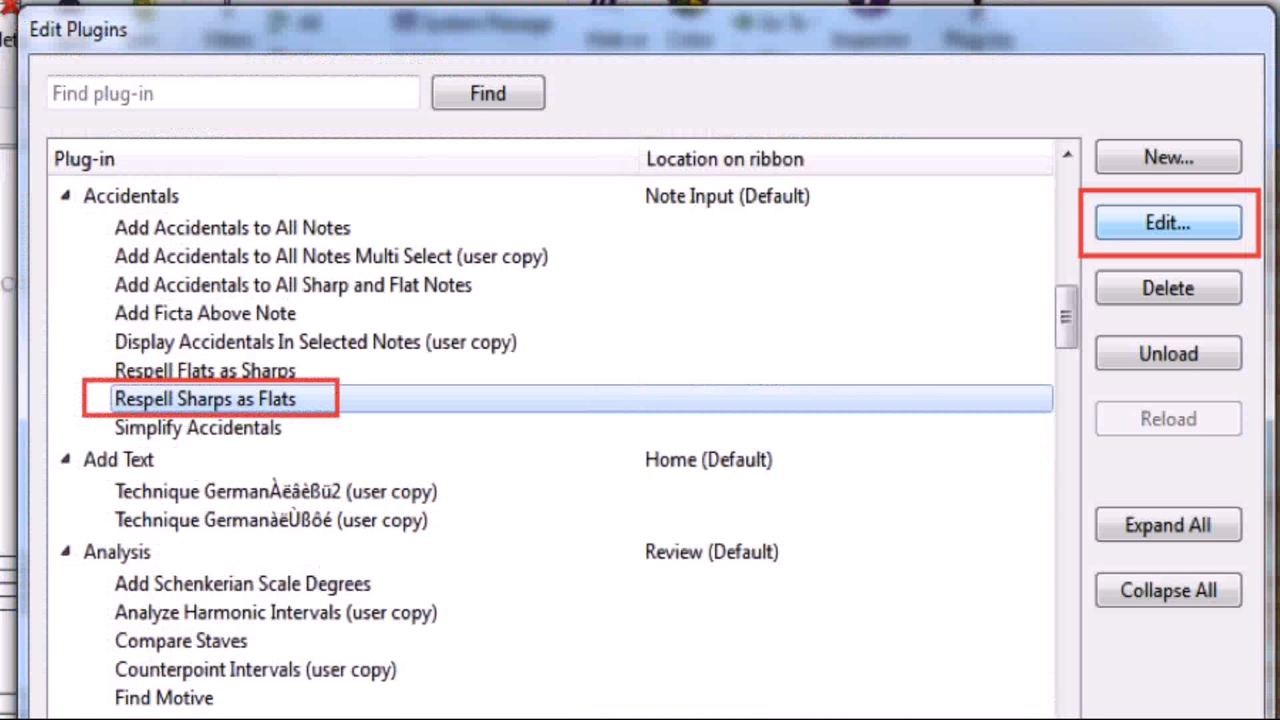 Edit Plugins
Find plug-in Find
Plug-in Location on ribbon
New...
Accidentals Note Input (Default)
Edit...
Add Accidentals to All Notes
Add Accidentals to All Notes Multi Select (user copy)
Add Accidentals to All Sharp and Flat Notes
Delete
Add Ficta Above Note
Display Accidentals In Selected Notes (user copy)
Unload
Respell Flats as Sharps
Respell Sharps as Flats
Reload
Simplify Accidentals
Add Text Home (Default)
Technique GermanÀëâèßü2 (user copy)
Technique GermanàëÙßôé (user copy)
Expand All
Analysis Review (Default)
Add Schenkerian Scale Degrees
Collapse All
Analyze Harmonic Intervals (user copy)
Compare Staves
Counterpoint Intervals (user copy)
Find Motive